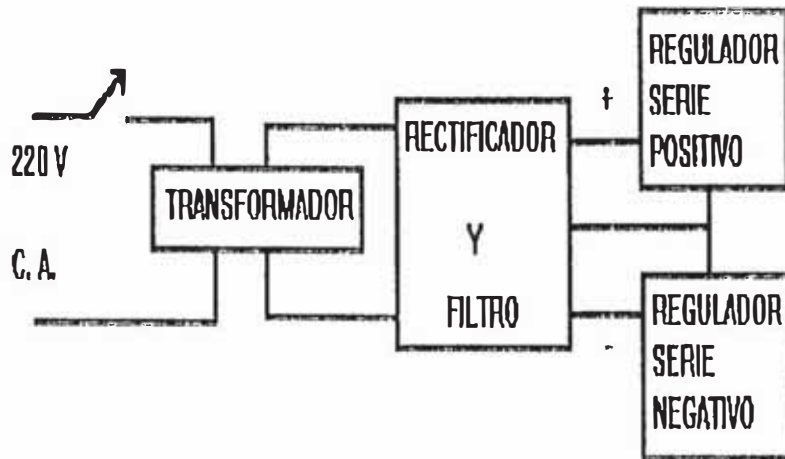 220 V
C. A.
TRANSFORMADOR
RECTIFICADOR
Y
FILTRO
+
-
REGULADOR
SERIE
POSITIVO
REGULADOR
SERIE
NEGATIVO